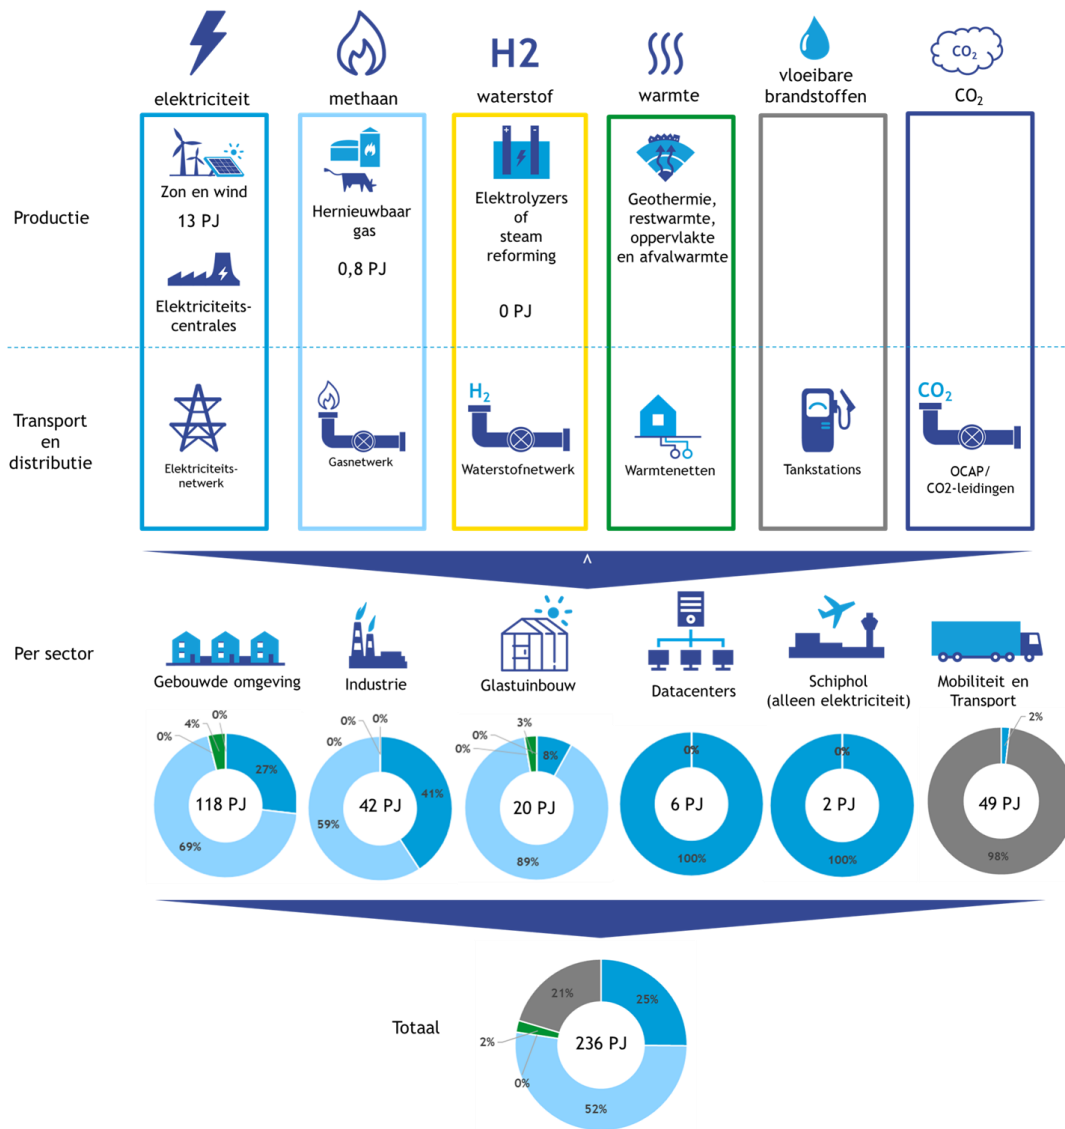 H2
CO₂
elektriciteit
methaan
waterstof
warmte
vloeibare
brandstoffen
CO₂
Productie
Zon en wind
13 PJ
Elektriciteits-
centrales
Hernieuwbaar
gas
0,8 PJ
Elektrolyzers
of
steam
reforming
0 PJ
Geothermie,
restwarmte,
oppervlakte
en afvalwarmte
Transport
en
distributie
Elektriciteits-
netwerk
Gasnetwerk
H₂
Waterstofnetwerk
Warmtenetten
Tankstations
CO₂
OCAP/
CO2-leidingen
Per sector
Gebouwde omgeving
Industrie
Glastuinbouw
Datacenters
Schiphol
(alleen elektriciteit)
Mobiliteit en
Transport
0%
4%
0%
27%
118 PJ
69%
0%
0%
0%
41%
42 PJ
59%
3%
0%
0%
8%
20 PJ
89%
0%
6 PJ
100%
0%
2 PJ
100%
2%
49 PJ
98%
Totaal
21%
25%
236 PJ
2%
0%
52%